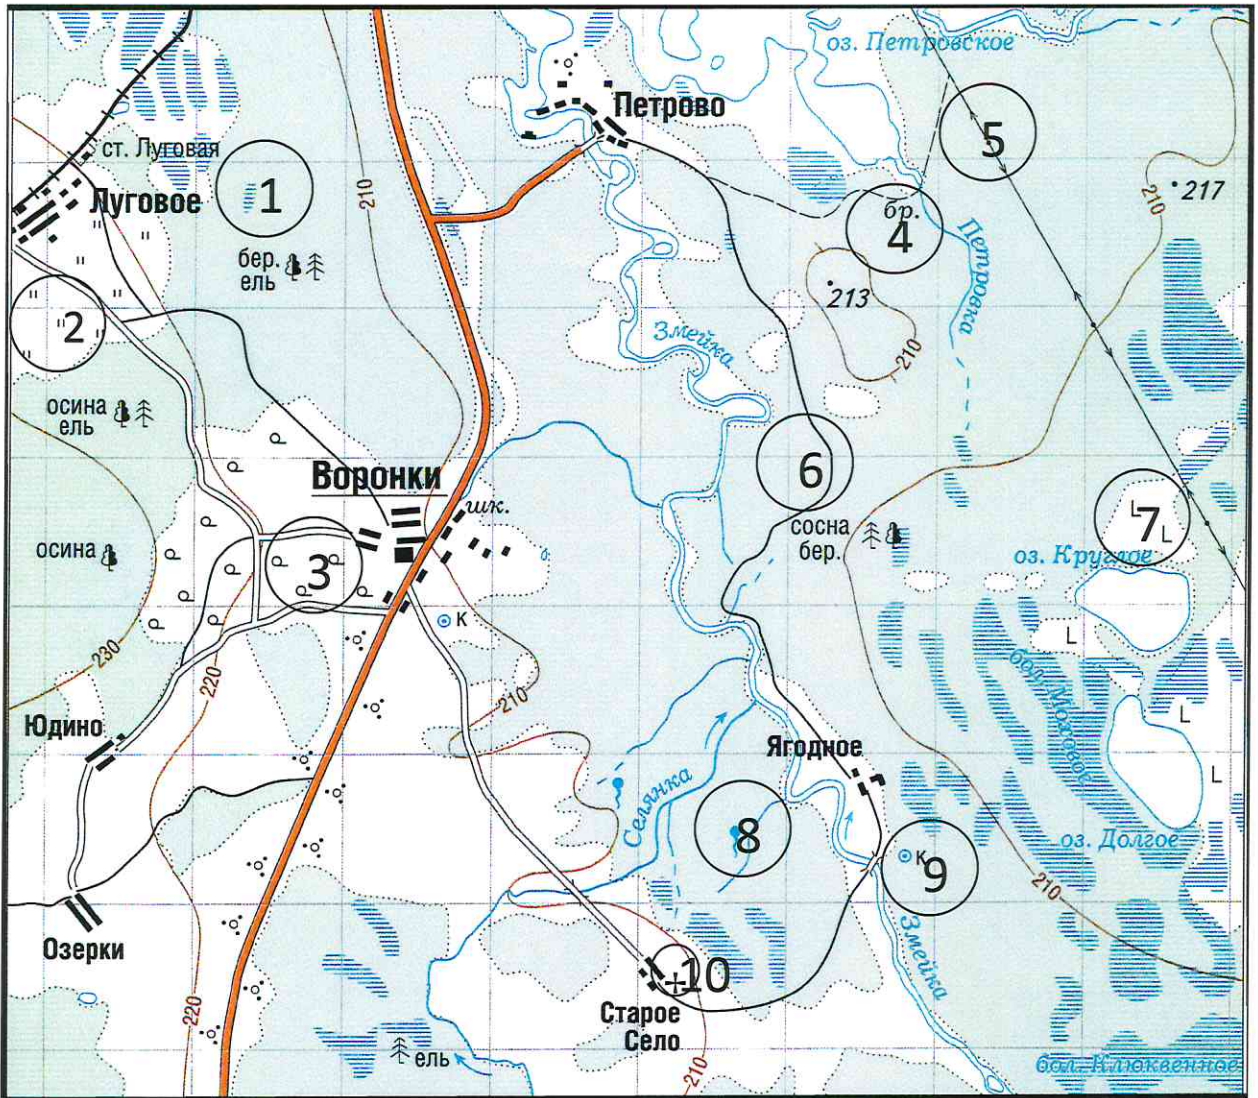 оз. Петровское
Петрово
ст. Луговая
5
210
1
Луговое
210
217
бр.
4
Петровка
бер.
ель
213
2
Змейка
210
осина
ель
Воронки
6
шк.
7
L
L
сосна
бер.
осина
3
оз. Круглое
Р
Р
Р
Р
Р
Р
Р
Р
Р
К
L
230
220
210
бол. Моховое
L
Юдино
Ягодное
L
Селянка
8
оз. Долгое
К
9
210
Озерки
Змейка
10
220
Старое
Село
ель
210
бол. Клюквенное